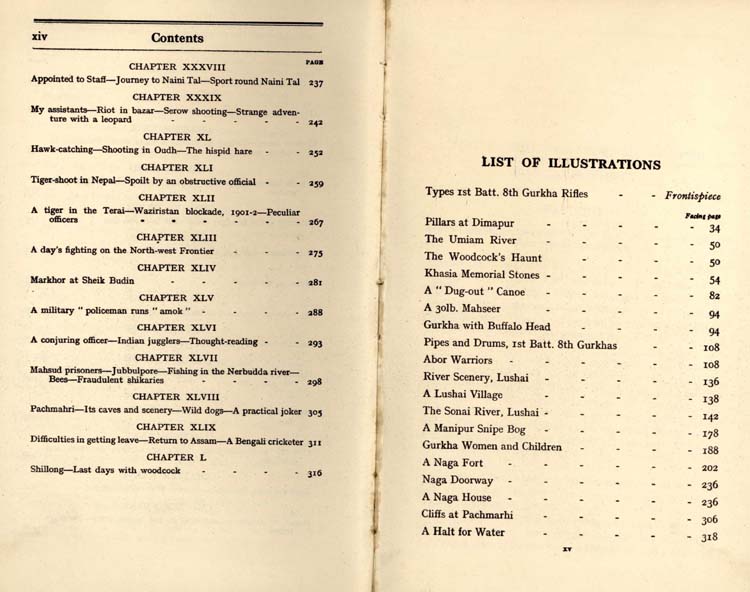 xiv Contents
PAGE
CHAPTER XXXVIII
Appointed to Staff—Journey to Naini Tal—Sport round Naini Tal 237
CHAPTER XXXIX
My assistants—Riot in bazar—Serow shooting—Strange adven-
ture with a leopard - - - - - 242
CHAPTER XL
Hawk-catching—Shooting in Oudh—The hispid hare - - 252
CHAPTER XLI
Tiger-shoot in Nepal—Spoilt by an obstructive official - - 259
CHAPTER XLII
A tiger in the Terai—Waziristan blockade, 1901-2—Peculiar
officers - - - - - 267
CHAPTER XLIII
A day's fighting on the North-west Frontier - - - 275
CHAPTER XLIV
Markhor at Sheik Budin - - - - - 281
CHAPTER XLV
A military " policeman runs " amok " - - - - 288
CHAPTER XLVI
A conjuring officer—Indian jugglers—Thought-reading - - 293
CHAPTER XLVII
Mahsud prisoners—Jubbulpore—Fishing in the Nerbudda river—
Bees—Fraudulent shikaries - - - - 298
CHAPTER XLVIII
Pachmahri—Its caves and scenery—Wild dogs—A practical joker 305
CHAPTER XLIX
Difficulties in getting leave—Return to Assam—A Bengali cricketer 311
CHAPTER L
Shillong—Last days with woodcock - - - - 316
LIST OF ILLUSTRATIONS
Types 1st Batt. 8th Gurkha Rifles - - Frontispiece
Facing page
Pillars at Dimapur - - - - - 34
The Umiam River - - - - - 50
The Woodcock's Haunt - - - - - 50
Khasia Memorial Stones - - - - - 54
A " Dug-out " Canoe - - - - - 82
A 30lb. Mahseer - - - - - 94
Gurkha with Buffalo Head - - - - 94
Pipes and Drums, 1st Batt. 8th Gurkhas - - - 108
Abor Warriors - - - - - - 108
River Scenery, Lushai - - - - - 136
A Lushai Village - - - - - 138
The Sonai River, Lushai - - - - - 142
A Manipur Snipe Bog - - - - - 178
Gurkha Women and Children - - - - 188
A Naga Fort - - - - - - 202
Naga Doorway - - - - - - 236
A Naga House - - - - - - 236
Cliffs at Pachmarhi - - - - - 306
A Halt for Water - - - - - 318
xv